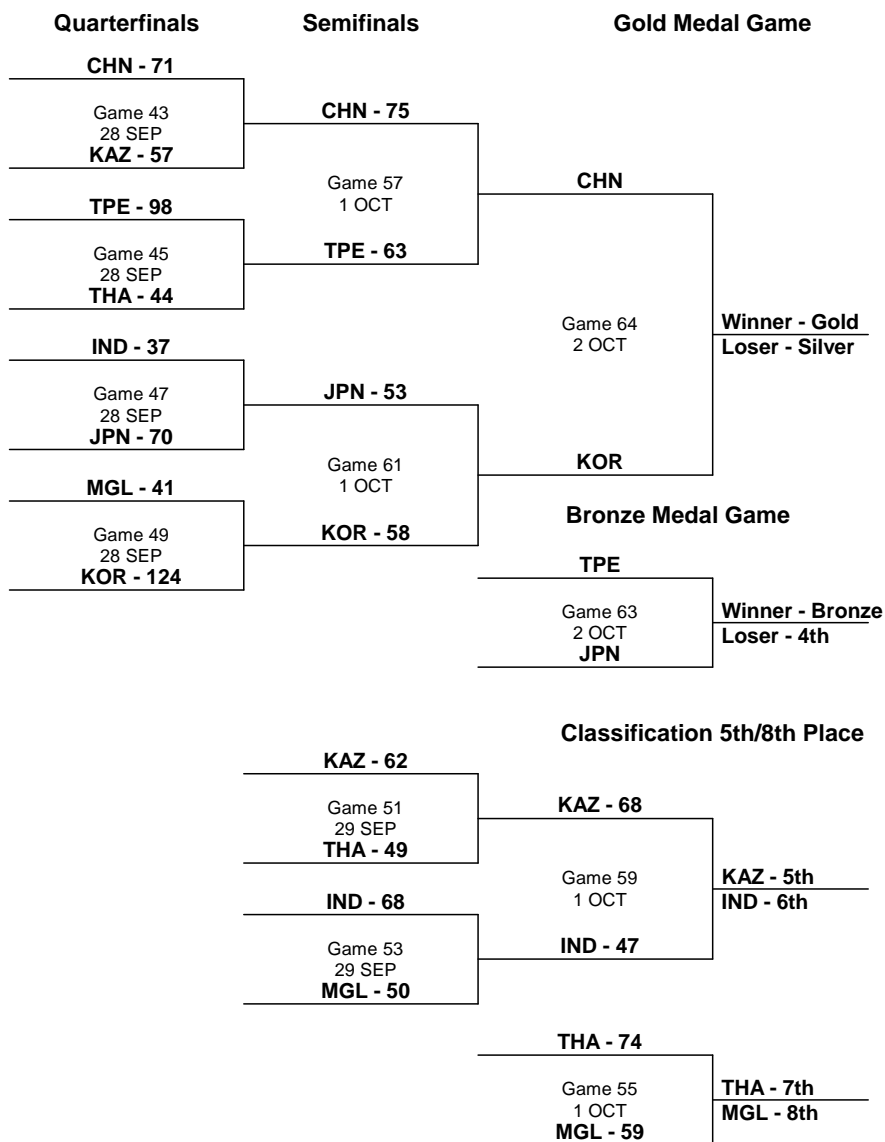 Quarterfinals
Semifinals
Gold Medal Game
CHN - 71
Game 43
28 SEP
KAZ - 57
TPE - 98
Game 45
28 SEP
THA - 44
IND - 37
Game 47
28 SEP
JPN - 70
MGL - 41
Game 49
28 SEP
KOR - 124
CHN - 75
Game 57
1 OCT
TPE - 63
JPN - 53
Game 61
1 OCT
KOR - 58
CHN
Game 64
2 OCT
KOR
Winner - Gold
Loser - Silver
Bronze Medal Game
TPE
Game 63
2 OCT
JPN
Winner - Bronze
Loser - 4th
Classification 5th/8th Place
KAZ - 62
Game 51
29 SEP
THA - 49
IND - 68
Game 53
29 SEP
MGL - 50
KAZ - 68
Game 59
1 OCT
IND - 47
KAZ - 5th
IND - 6th
THA - 74
Game 55
1 OCT
MGL - 59
THA - 7th
MGL - 8th